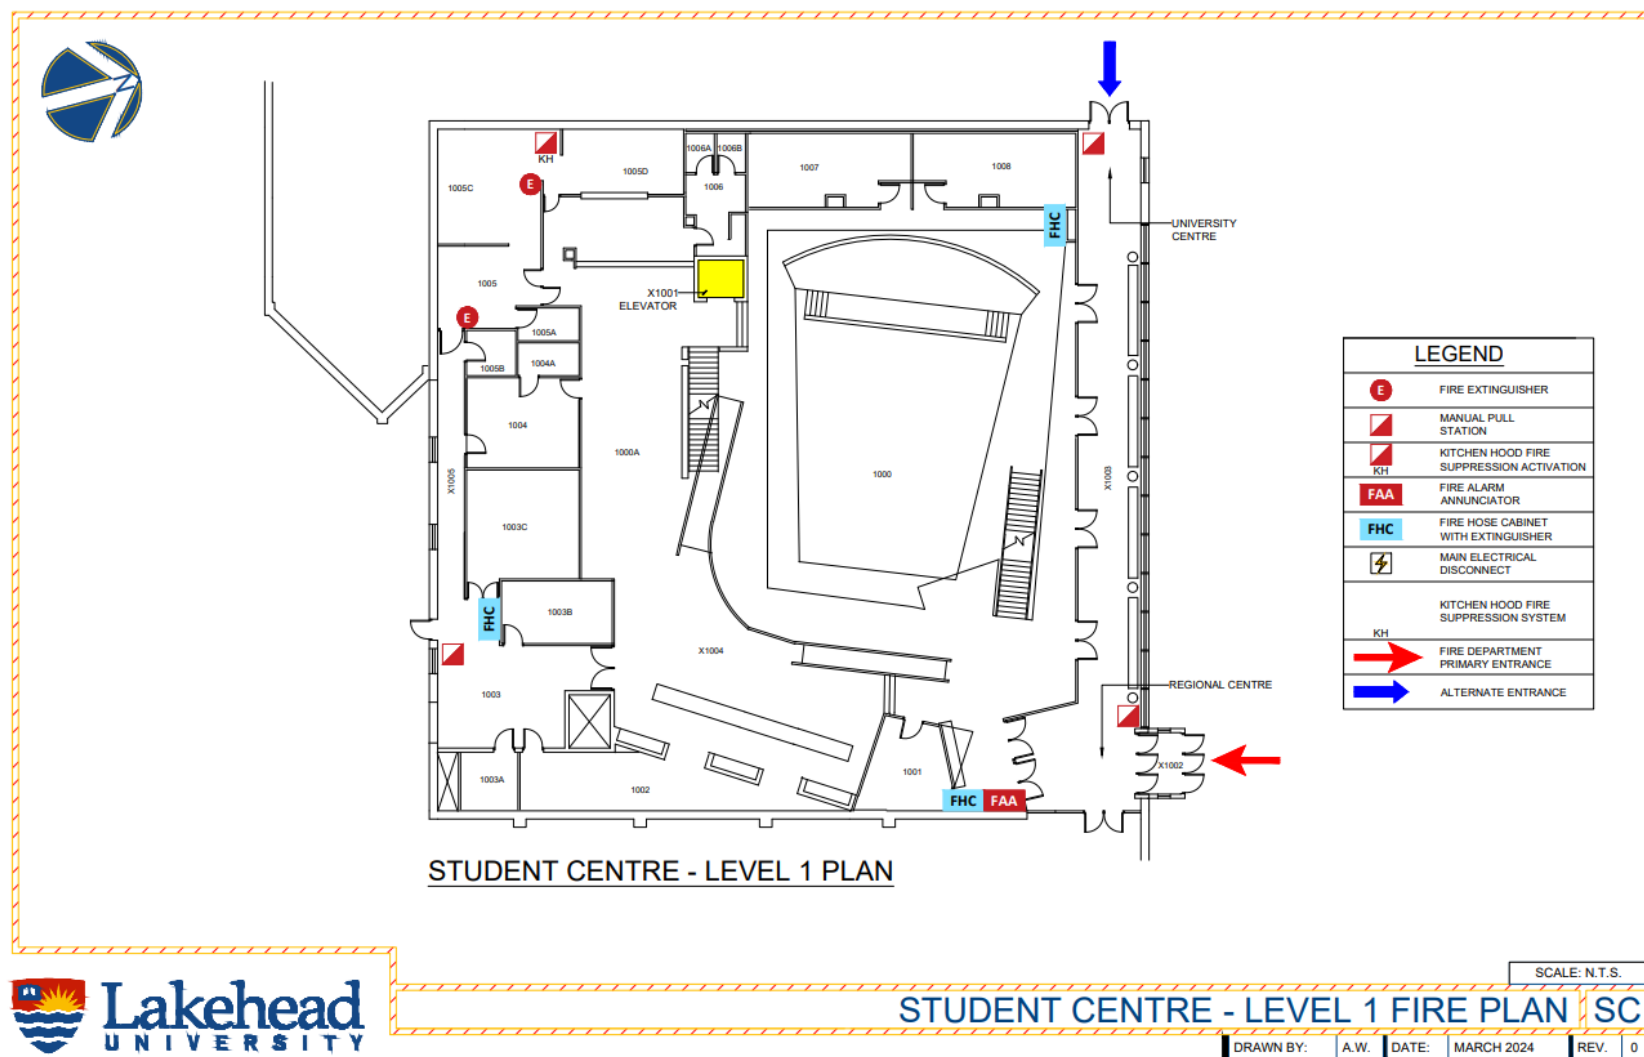 N
KH
1005C
E
1005D
1006A
1006B
1006
1007
1008
FHC
UNIVERSITY
CENTRE
1005
X1001
ELEVATOR
E
1005A
1005B
1004A
1004
1000A
1000
N
X1005
X1003
1003C
N
FHC
1003B
X1004
1003
REGIONAL CENTRE
1003A
1002
1001
X1002
FHC
FAA
STUDENT CENTRE - LEVEL 1 PLAN
LEGEND
E
FIRE EXTINGUISHER
MANUAL PULL
STATION
KH
KITCHEN HOOD FIRE
SUPPRESSION ACTIVATION
FAA
FIRE ALARM
ANNUNCIATOR
FHC
FIRE HOSE CABINET
WITH EXTINGUISHER
MAIN ELECTRICAL
DISCONNECT
KITCHEN HOOD FIRE
SUPPRESSION SYSTEM
KH
FIRE DEPARTMENT
PRIMARY ENTRANCE
ALTERNATE ENTRANCE
SCALE: N.T.S.
Lakehead
UNIVERSITY
STUDENT CENTRE - LEVEL 1 FIRE PLAN
SC
DRAWN BY:
A.W.
DATE:
MARCH 2024
REV.
0